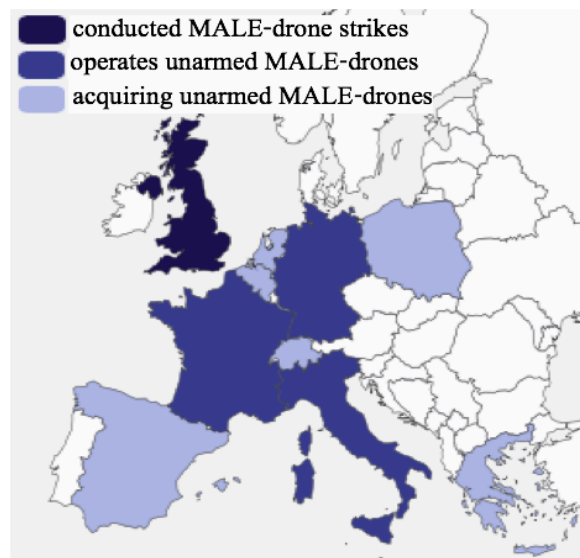 conducted MALE-drone strikes
operates unarmed MALE-drones
acquiring unarmed MALE-drones